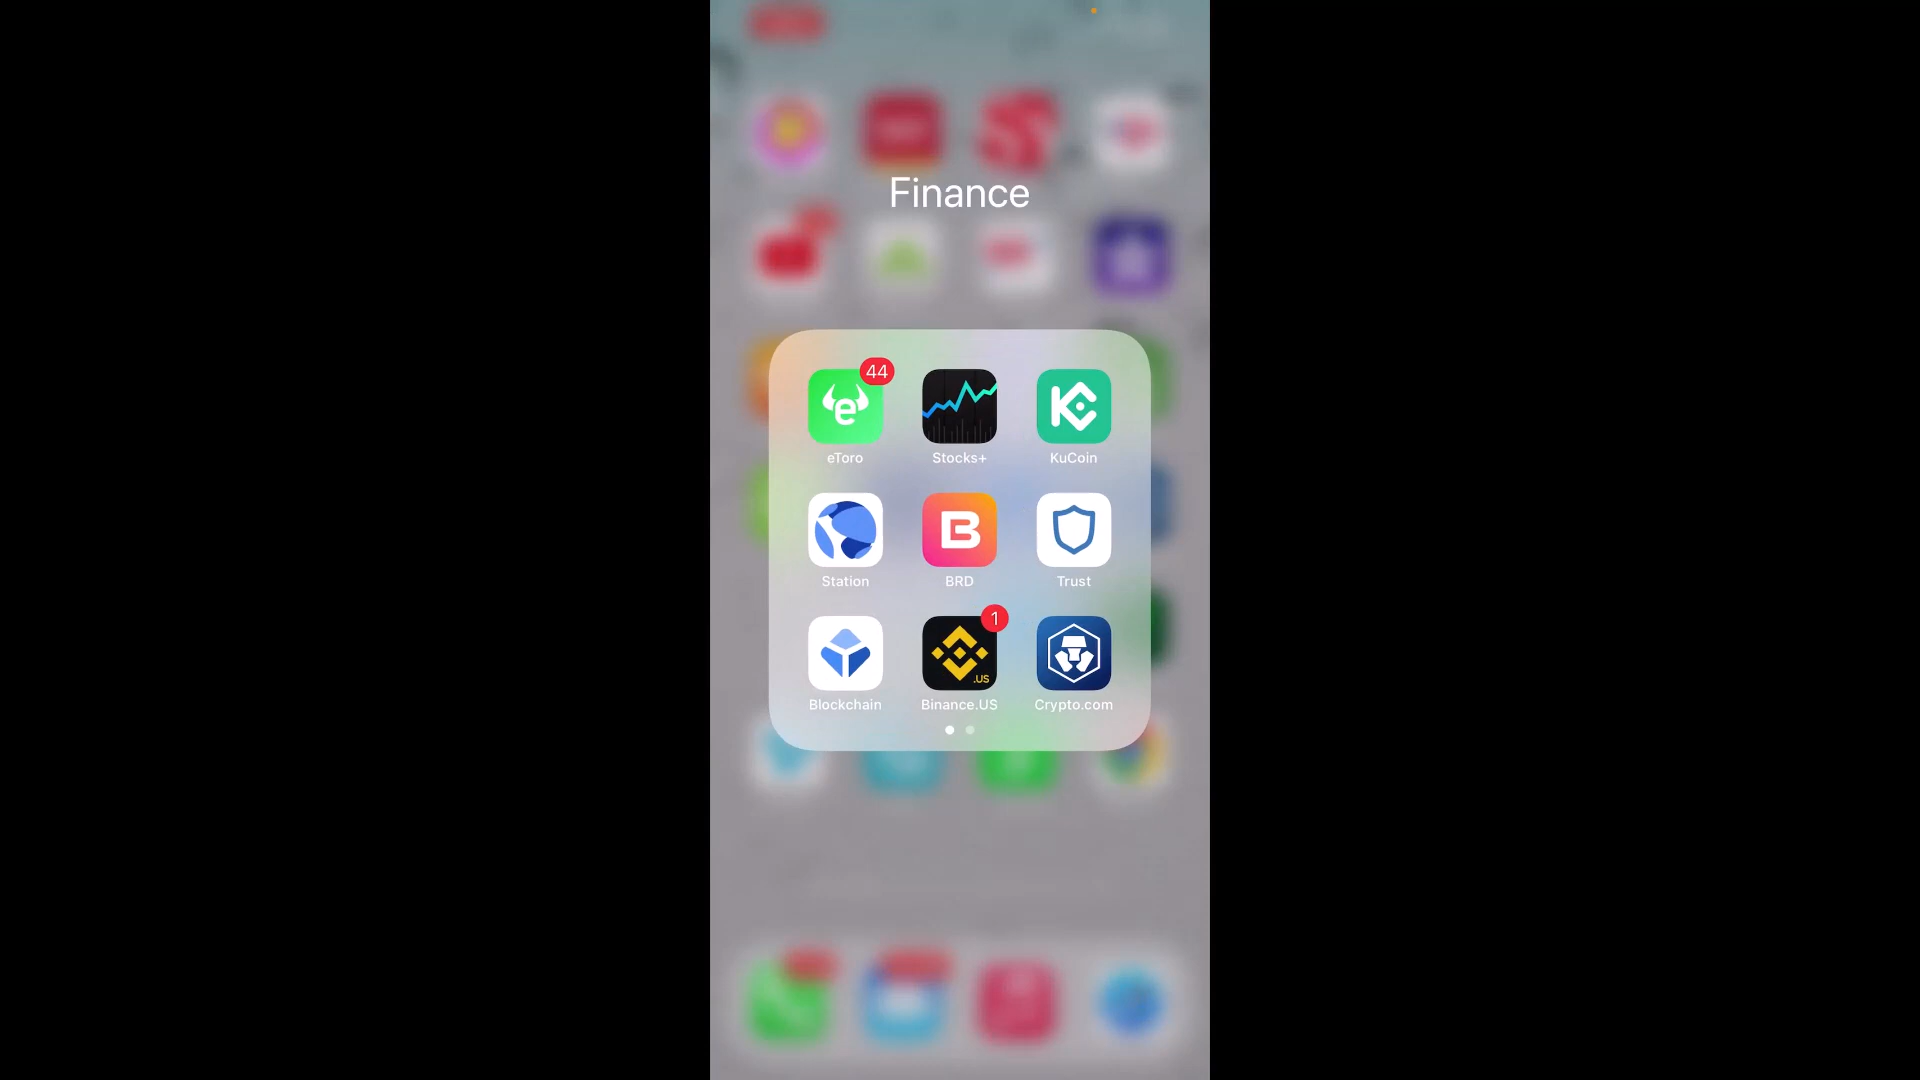 Finance
44
eToro Stocks+ KuCoin
Station BRD Trust
1
.US
Blockchain Binance.US Crypto.com